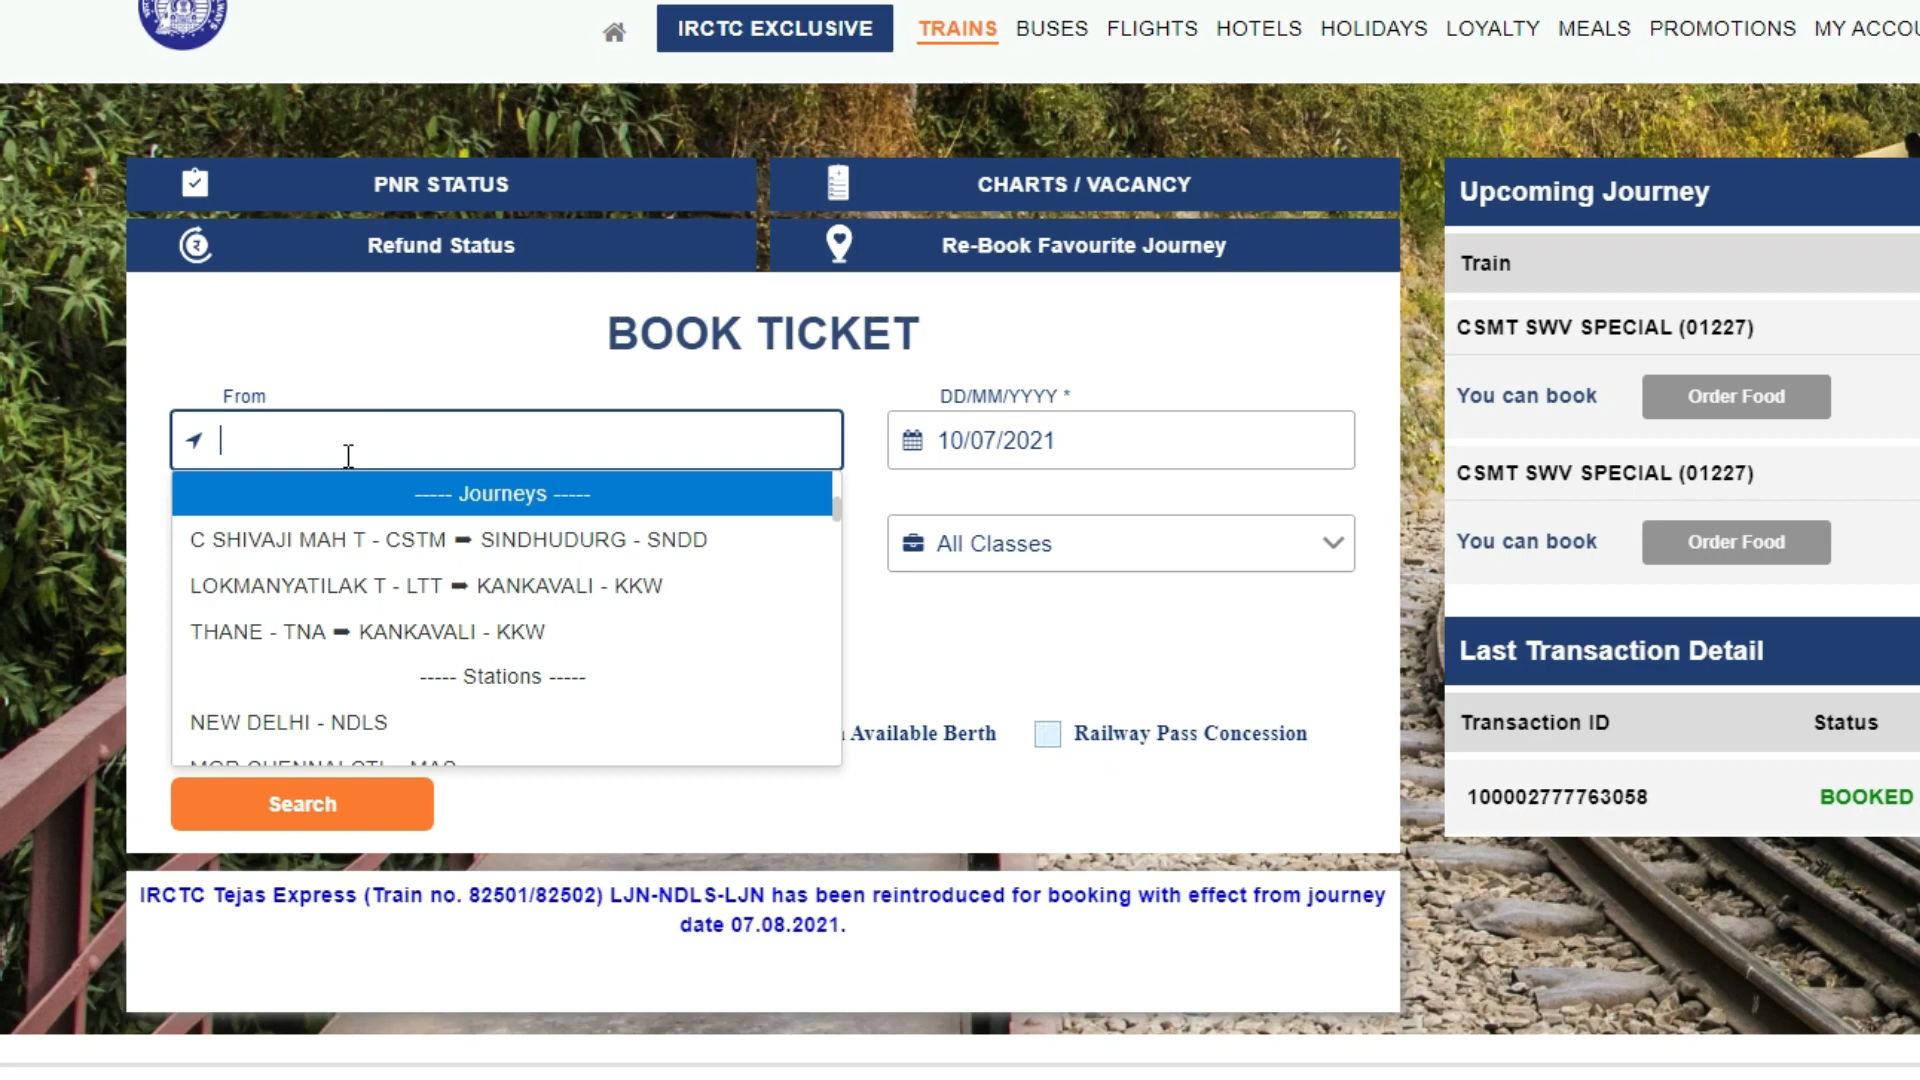 IRCTC EXCLUSIVE TRAINS BUSES FLIGHTS HOTELS HOLIDAYS LOYALTY MEALS PROMOTIONS MY ACCOU
PNR STATUS
CHARTS / VACANCY
Refund Status
Re-Book Favourite Journey
BOOK TICKET
From
DD/MM/YYYY *
10/07/2021
----- Journeys -----
C SHIVAJI MAH T - CSTM ➡ SINDHUDURG - SNDD
LOKMANYATILAK T - LTT ➡ KANKAVALI - KKW
THANE - TNA ➡ KANKAVALI - KKW
----- Stations -----
NEW DELHI - NDLS
All Classes
Available Berth
Railway Pass Concession
Search
IRCTC Tejas Express (Train no. 82501/82502) LJN-NDLS-LJN has been reintroduced for booking with effect from journey
date 07.08.2021.
Upcoming Journey
Train
CSMT SWV SPECIAL (01227)
You can book Order Food
CSMT SWV SPECIAL (01227)
You can book Order Food
Last Transaction Detail
Transaction ID Status
100002777763058 BOOKED